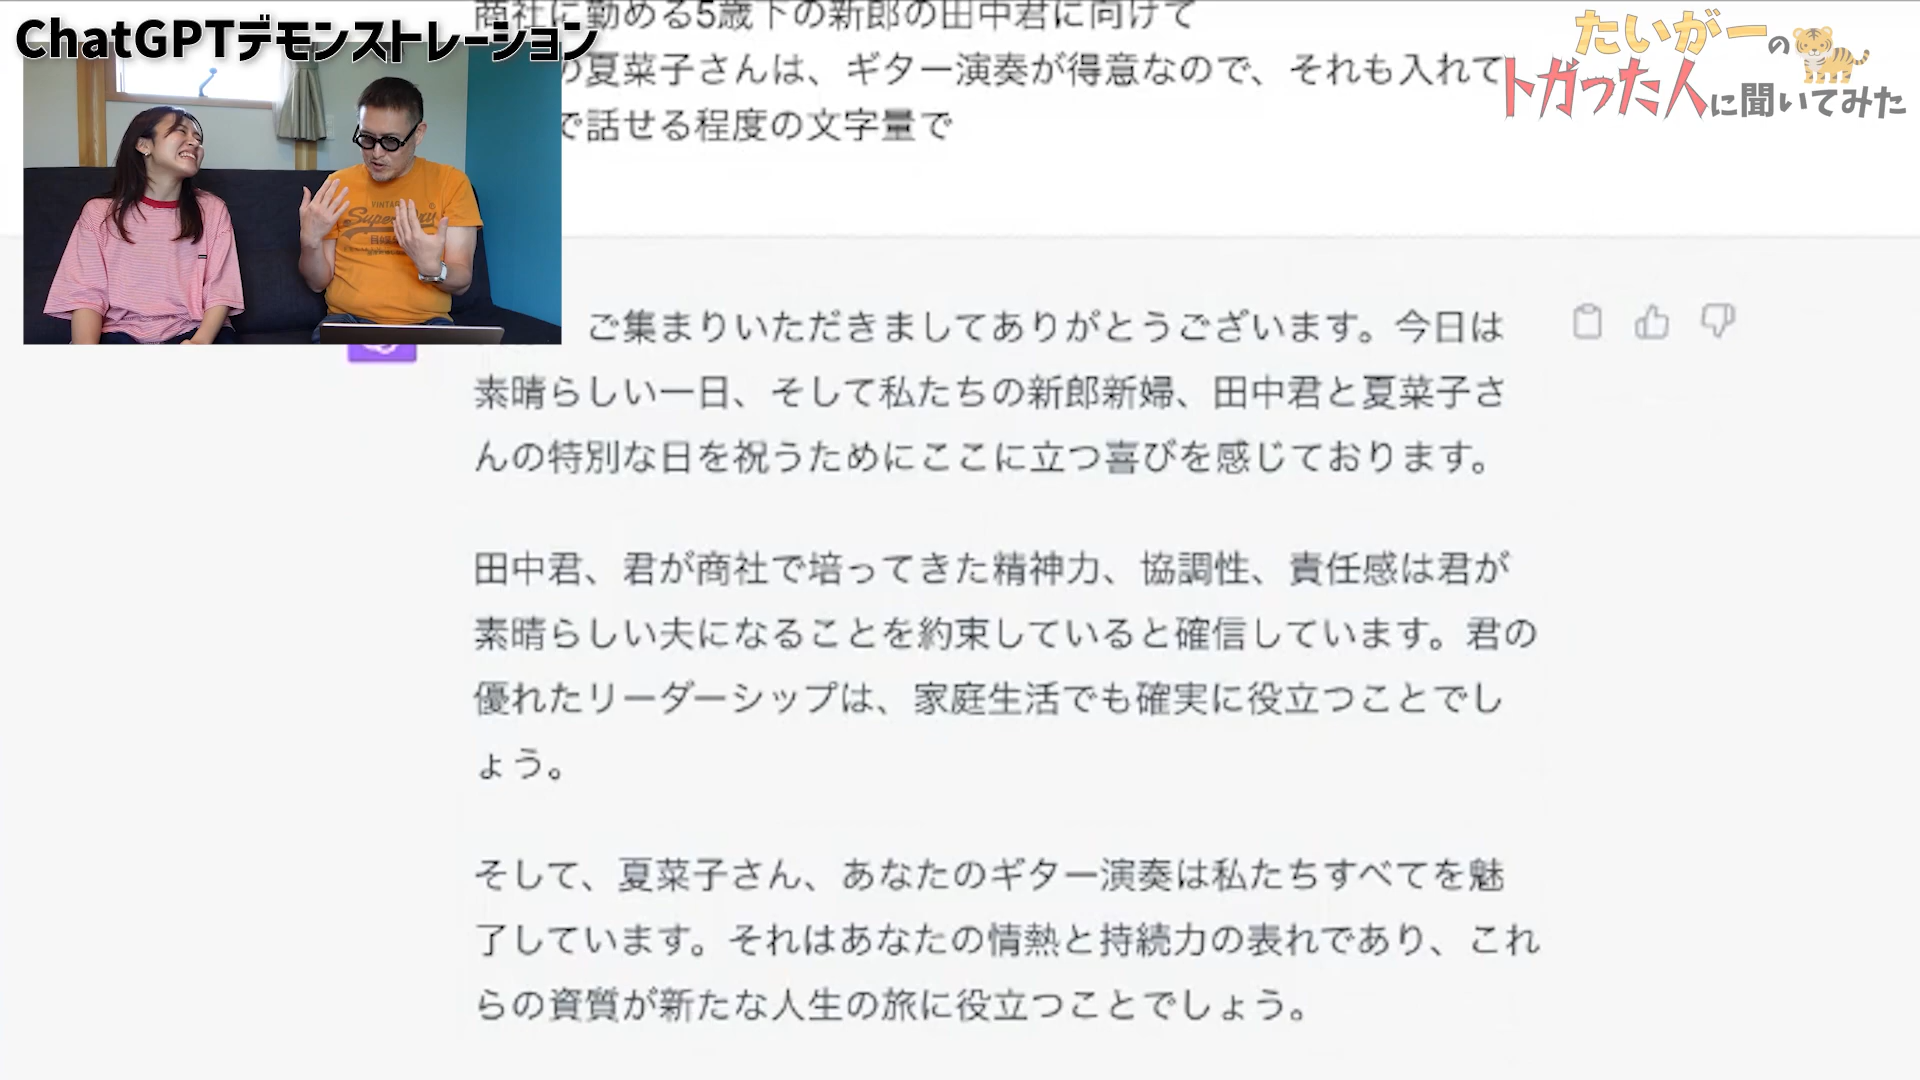 ChatGPTデモンストレーション
たいがーの
トガった人に聞いてみた
商社に勤める5歳下の新郎の田中君に向けて
の夏菜子さんは、ギター演奏が得意なので、それも入れて
で話せる程度の文字量で
VINTAGE
Superdry
ご集まりいただきましてありがとうございます。今日は
素晴らしい一日、そして私たちの新郎新婦、田中君と夏菜子さ
んの特別な日を祝うためにここに立つ喜びを感じております。
田中君、君が商社で培ってきた精神力、協調性、責任感は君が
素晴らしい夫になることを約束していると確信しています。君の
優れたリーダーシップは、家庭生活でも確実に役立つことでし
ょう。
そして、夏菜子さん、あなたのギター演奏は私たちすべてを魅
了しています。それはあなたの情熱と持続力の表れであり、これ
らの資質が新たな人生の旅に役立つことでしょう。